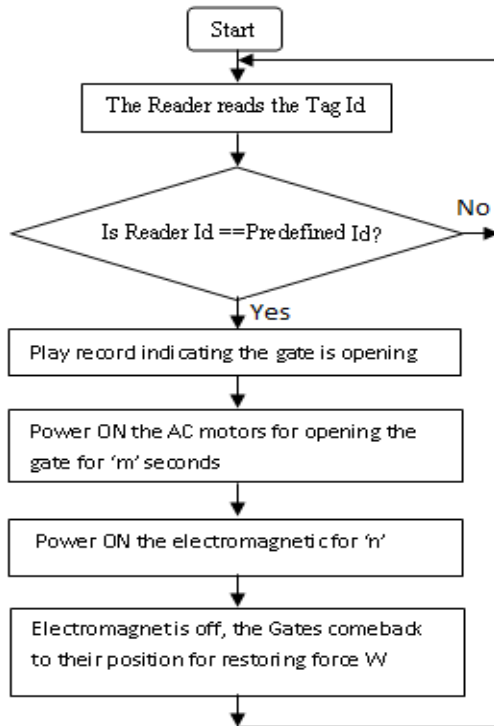 Start
The Reader reads the Tag Id
Is Reader Id ==Predefined Id?
No
Yes
Play record indicating the gate is opening
Power ON the AC motors for opening the
gate for ‘m’ seconds
Power ON the electromagnetic for ‘n’
Electromagnet is off, the Gates comeback
to their position for restoring force W